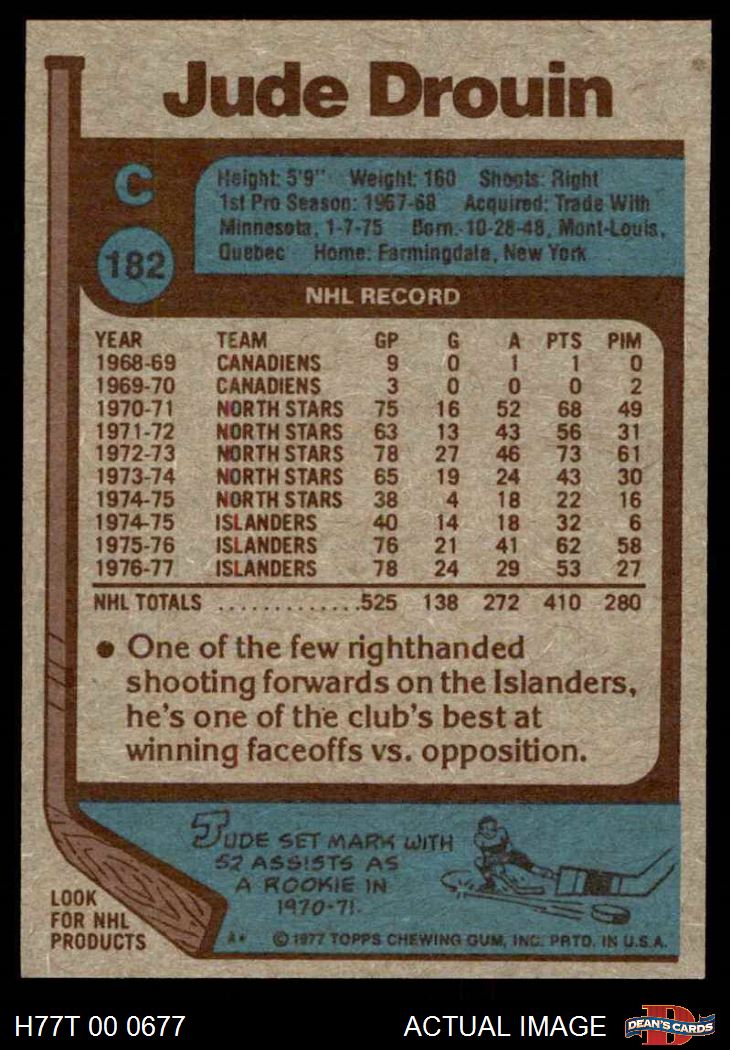 Jude Drouin
C
182
Height: 5'9" Weight: 160 Shoots: Right
1st Pro Season: 1967-68 Acquired: Trade With
Minnesota, 1-7-75 Born: 10-28-48, Mont-Louis,
Quebec Home: Farmingdale, New York
NHL RECORD
YEAR TEAM GP G A PTS PIM
1968-69 CANADIENS 9 0 1 1 0
1969-70 CANADIENS 3 0 0 0 2
1970-71 NORTH STARS 75 16 52 68 49
1971-72 NORTH STARS 63 13 43 56 31
1972-73 NORTH STARS 78 27 46 73 61
1973-74 NORTH STARS 65 19 24 43 30
1974-75 NORTH STARS 38 4 18 22 16
1974-75 ISLANDERS 40 14 18 32 6
1975-76 ISLANDERS 76 21 41 62 58
1976-77 ISLANDERS 78 24 29 53 27
NHL TOTALS .............525 138 272 410 280
• One of the few righthanded
shooting forwards on the Islanders,
he's one of the club's best at
winning faceoffs vs. opposition.
JUDE SET MARK WITH
52 ASSISTS AS
A ROOKIE IN
1970-71.
LOOK
FOR NHL
PRODUCTS
A* © 1977 TOPPS CHEWING GUM, INC. PRTD. IN U.S.A.
H77T 00 0677 ACTUAL IMAGE
DEAN'S CARDS